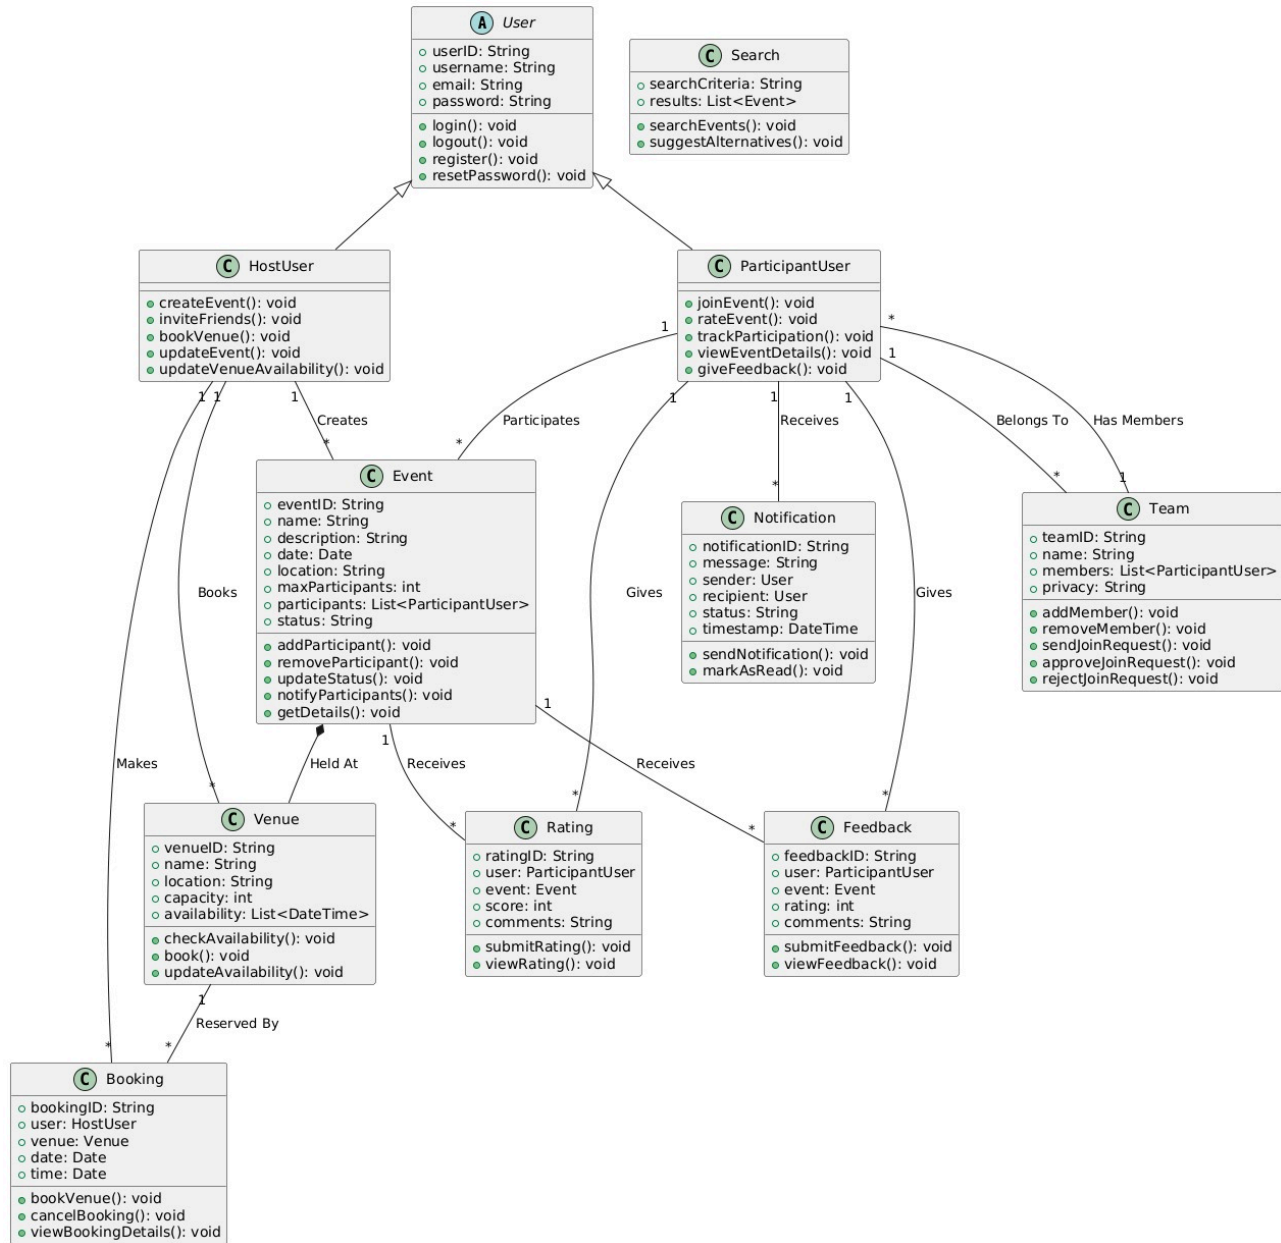 A User
userID: String
username: String
email: String
password: String
login(): void
logout(): void
register(): void
resetPassword(): void
C Search
searchCriteria: String
results: List<Event>
searchEvents(): void
suggestAlternatives(): void
C HostUser
createEvent(): void
inviteFriends(): void
bookVenue(): void
updateEvent(): void
updateVenueAvailability(): void
C ParticipantUser
joinEvent(): void
rateEvent(): void
trackParticipation(): void
viewEventDetails(): void
giveFeedback(): void
1
*
1
1
1
1
1
1
1
Creates
Participates
Receives
Belongs To
Has Members
*
*
*
*
1
C Event
eventID: String
name: String
description: String
date: Date
location: String
maxParticipants: int
participants: List<ParticipantUser>
status: String
addParticipant(): void
removeParticipant(): void
updateStatus(): void
notifyParticipants(): void
getDetails(): void
C Notification
notificationID: String
message: String
sender: User
recipient: User
status: String
timestamp: DateTime
sendNotification(): void
markAsRead(): void
C Team
teamID: String
name: String
members: List<ParticipantUser>
privacy: String
addMember(): void
removeMember(): void
sendJoinRequest(): void
approveJoinRequest(): void
rejectJoinRequest(): void
Books
Gives
Gives
1
1
Makes
Held At
Receives
Receives
*
*
*
*
*
C Venue
venueID: String
name: String
location: String
capacity: int
availability: List<DateTime>
checkAvailability(): void
book(): void
updateAvailability(): void
C Rating
ratingID: String
user: ParticipantUser
event: Event
score: int
comments: String
submitRating(): void
viewRating(): void
C Feedback
feedbackID: String
user: ParticipantUser
event: Event
rating: int
comments: String
submitFeedback(): void
viewFeedback(): void
1
Reserved By
*
*
C Booking
bookingID: String
user: HostUser
venue: Venue
date: Date
time: Date
bookVenue(): void
cancelBooking(): void
viewBookingDetails(): void